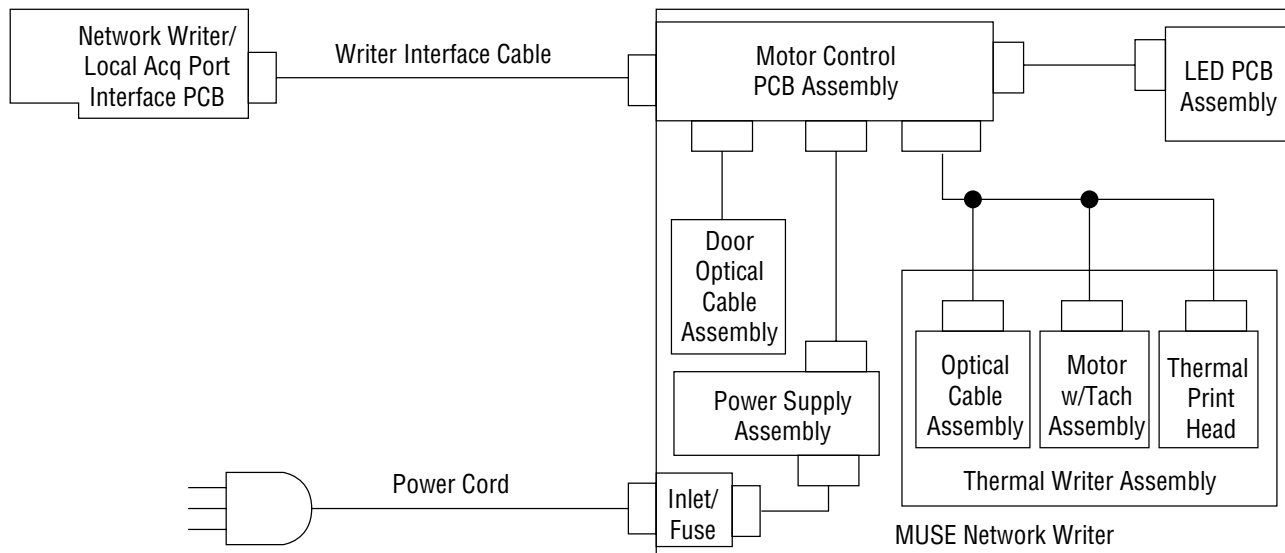 Network Writer/
Local Acq Port
Interface PCB
Writer Interface Cable
Motor Control
PCB Assembly
LED PCB
Assembly
Door
Optical
Cable
Assembly
Power Supply
Assembly
Optical
Cable
Assembly
Motor
w/Tach
Assembly
Thermal
Print
Head
Thermal Writer Assembly
Power Cord
Inlet/
Fuse
MUSE Network Writer